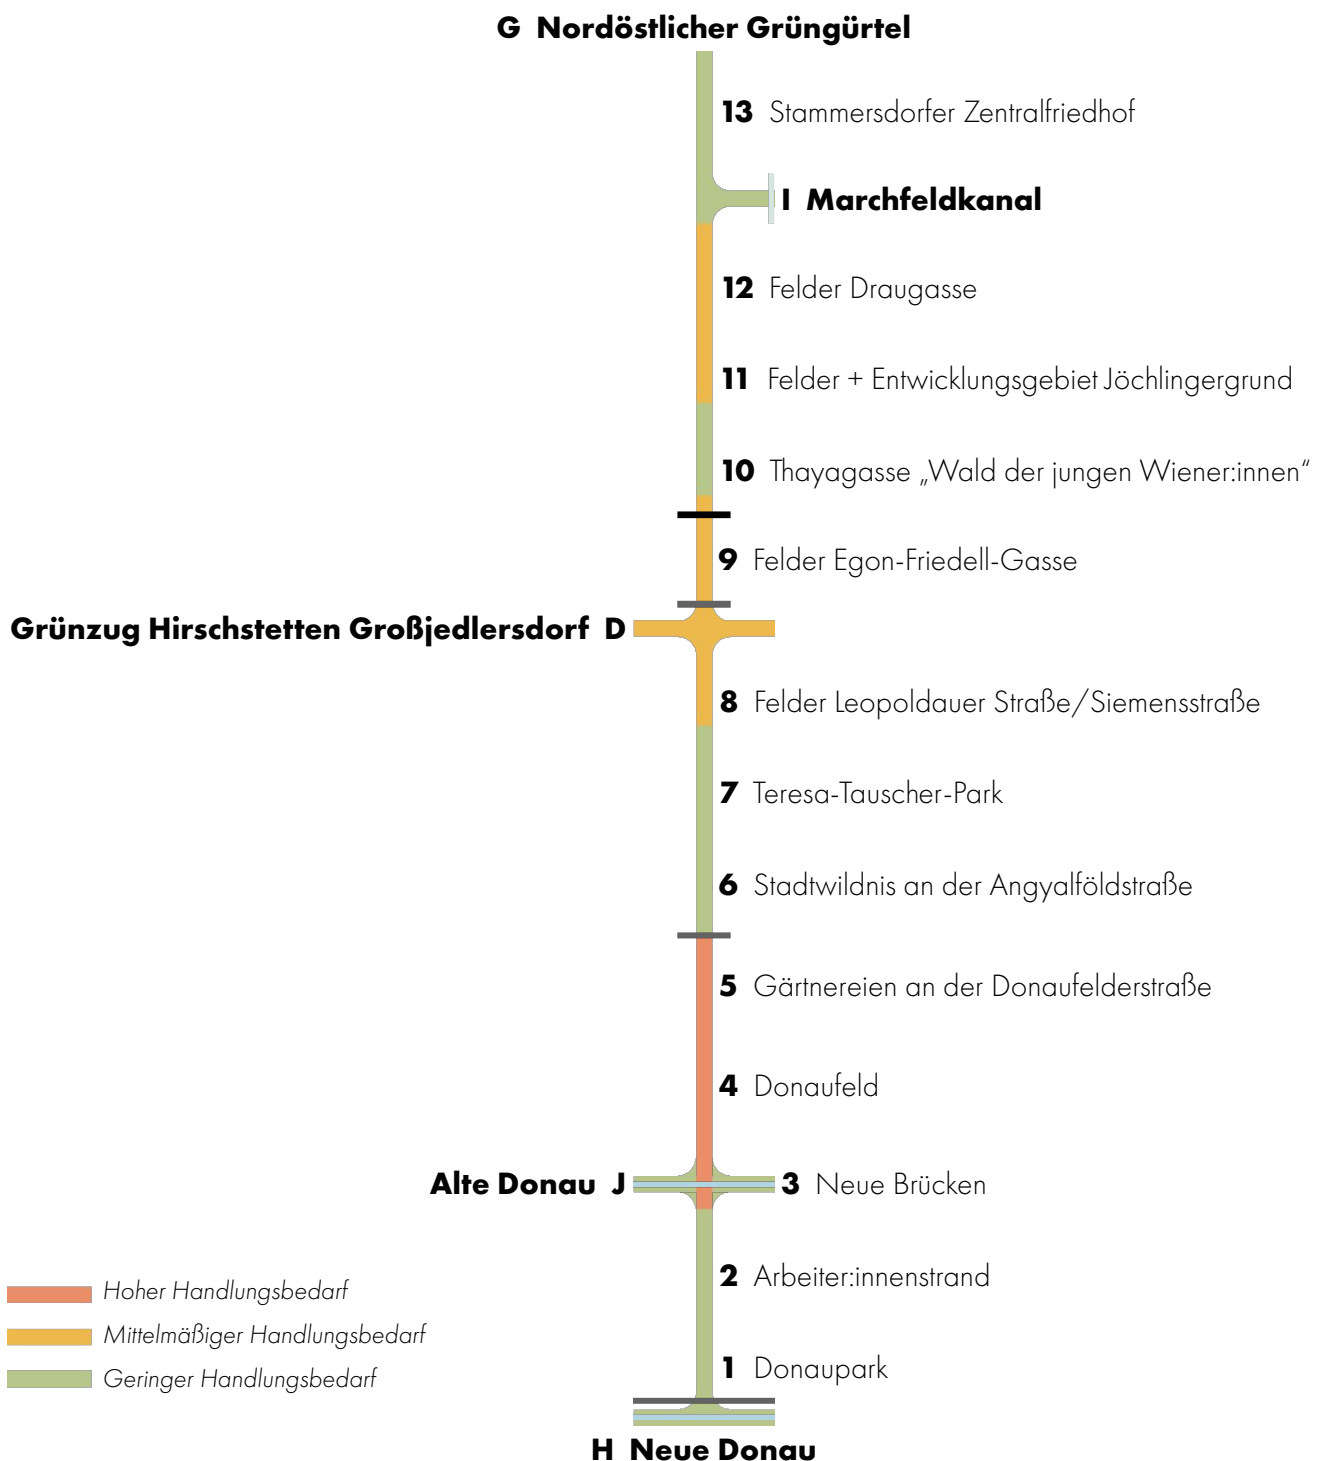 G Nordöstlicher Grüngürtel
13 Stammersdorfer Zentralfriedhof
I Marchfeldkanal
12 Felder Draugasse
11 Felder + Entwicklungsgebiet Jöchlingergrund
10 Thayagasse „Wald der jungen Wiener:innen“
9 Felder Egon-Friedell-Gasse
Grünzug Hirschstetten Großjedlersdorf D
8 Felder Leopoldauer Straße/Siemensstraße
7 Teresa-Tauscher-Park
6 Stadtwildnis an der Angyalföldstraße
5 Gärtnereien an der Donaufelderstraße
4 Donaufeld
Alte Donau J
3 Neue Brücken
2 Arbeiter:innenstrand
1 Donaupark
H Neue Donau
Hoher Handlungsbedarf
Mittelmäßiger Handlungsbedarf
Geringer Handlungsbedarf